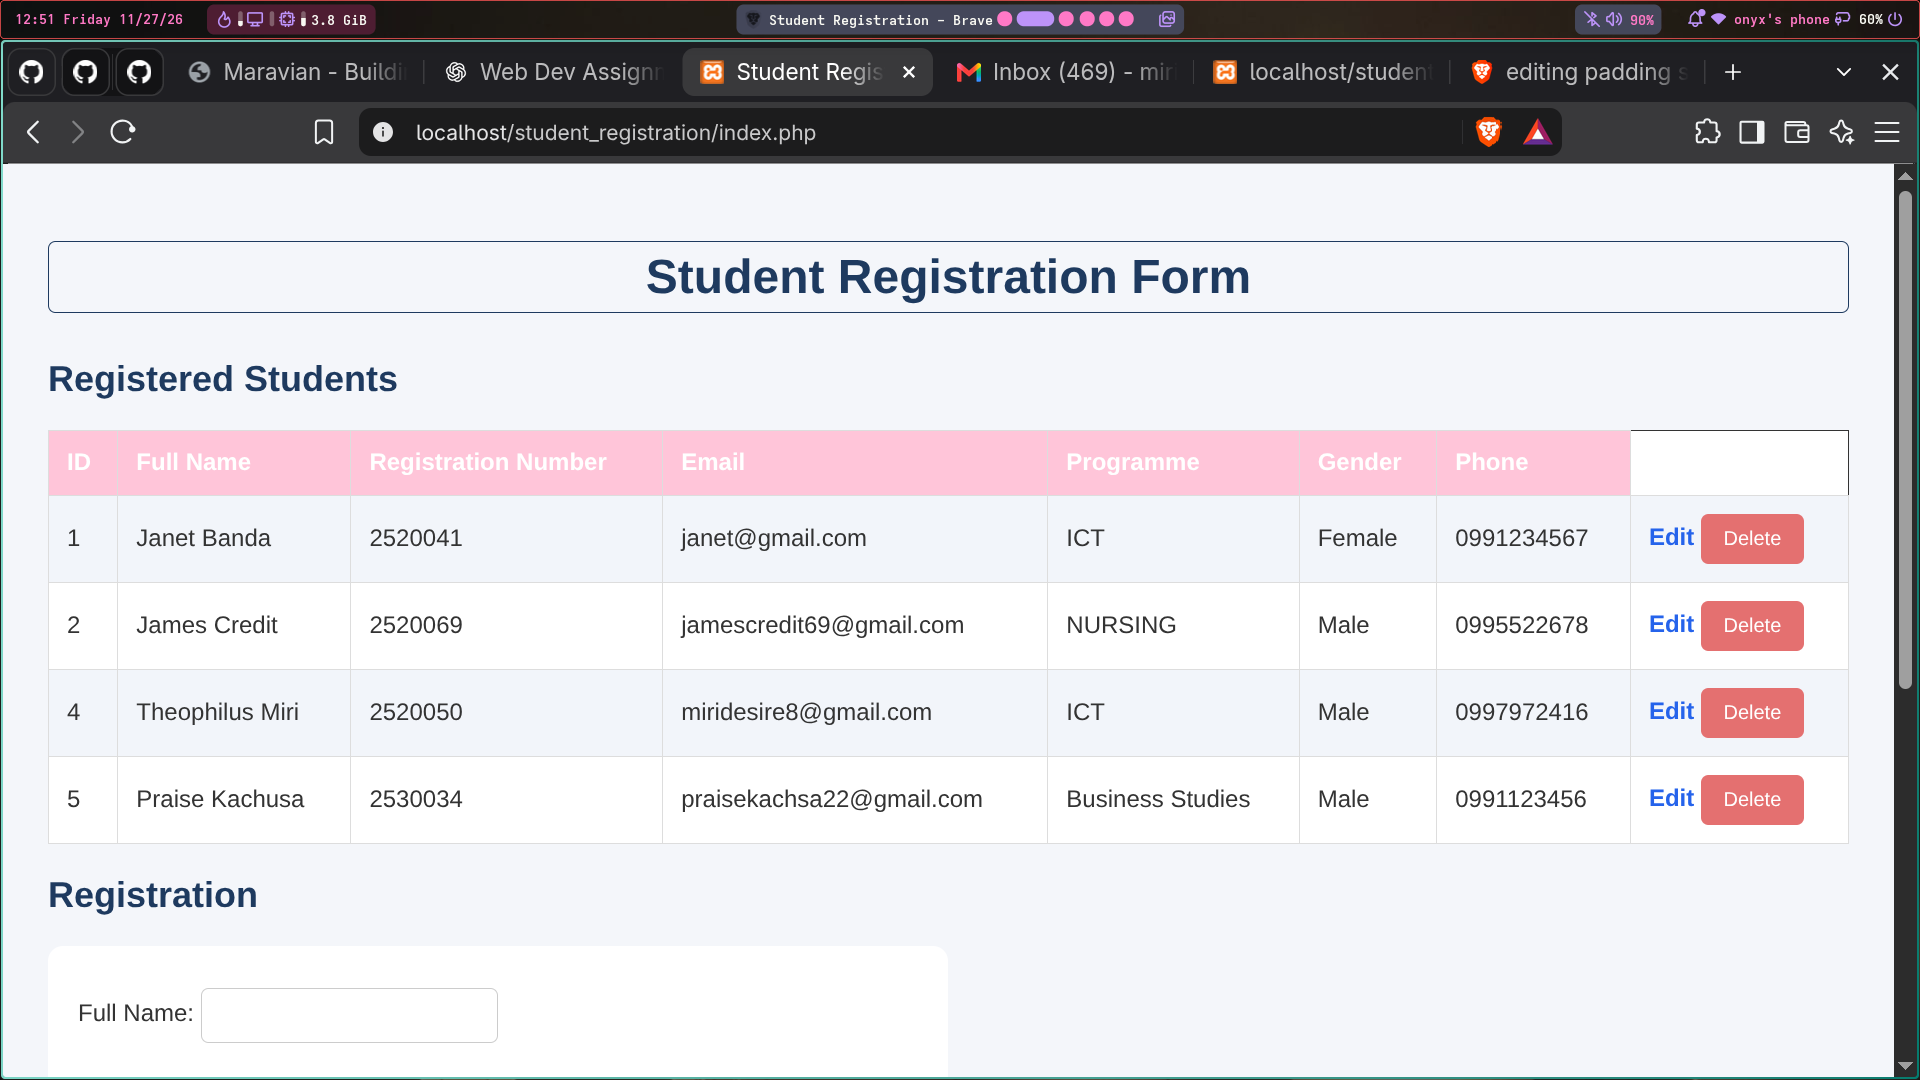 12:51 Friday 11/27/26
3.8 GiB
Student Registration – Brave
90%
onyx's phone
60%
Maravian - Buildi
Web Dev Assignm
Student Regis
Inbox (469) - mir
localhost/student
editing padding s
localhost/student_registration/index.php
Student Registration Form
Registered Students
ID Full Name Registration Number Email Programme Gender Phone
1 Janet Banda 2520041 janet@gmail.com ICT Female 0991234567 Edit Delete
2 James Credit 2520069 jamescredit69@gmail.com NURSING Male 0995522678 Edit Delete
4 Theophilus Miri 2520050 miridesire8@gmail.com ICT Male 0997972416 Edit Delete
5 Praise Kachusa 2530034 praisekachsa22@gmail.com Business Studies Male 0991123456 Edit Delete
Registration
Full Name: